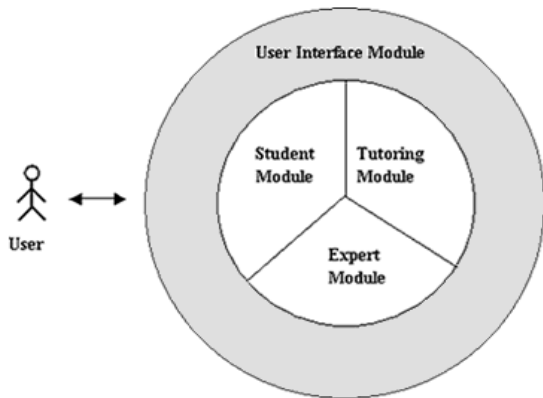 User Interface Module
Student
Module
Tutoring
Module
Expert
Module
User